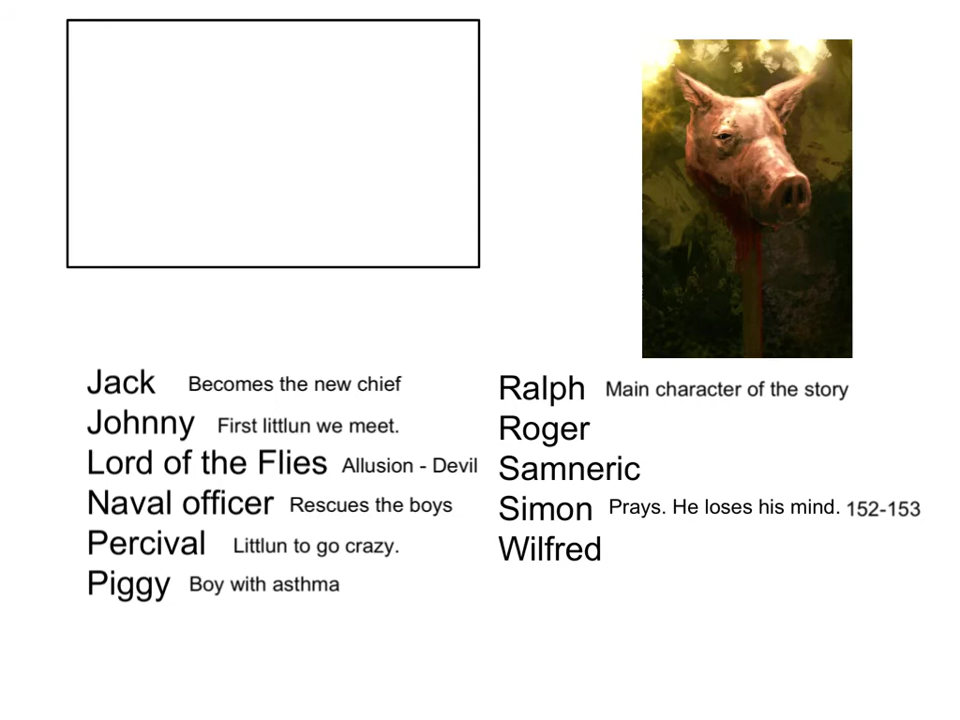 Jack Becomes the new chief
Johnny First littlun we meet.
Lord of the Flies Allusion - Devil
Naval officer Rescues the boys
Percival Littlun to go crazy.
Piggy Boy with asthma
Ralph Main character of the story
Roger
Samneric
Simon Prays. He loses his mind. 152-153
Wilfred